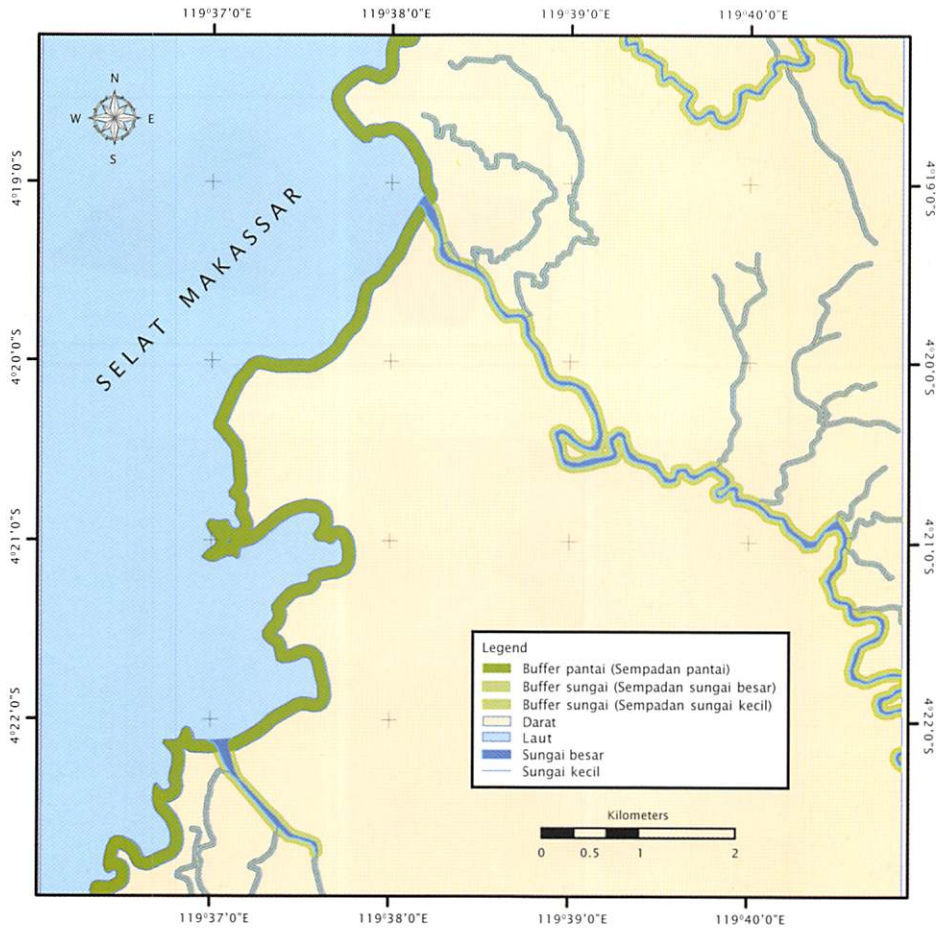 119°37'0"E 119°38'0"E 119°39'0"E 119°40'0"E
N
W E
S
4°19'0"S 4°19'0"S
SELAT MAKASSAR
4°20'0"S 4°20'0"S
4°21'0"S 4°21'0"S
Legend
Buffer pantai (Sempadan pantai)
Buffer sungai (Sempadan sungai besar)
Buffer sungai (Sempadan sungai kecil)
Darat
Laut
Sungai besar
Sungai kecil
4°22'0"S 4°22'0"S
Kilometers
0 0.5 1 2
119°37'0"E 119°38'0"E 119°39'0"E 119°40'0"E